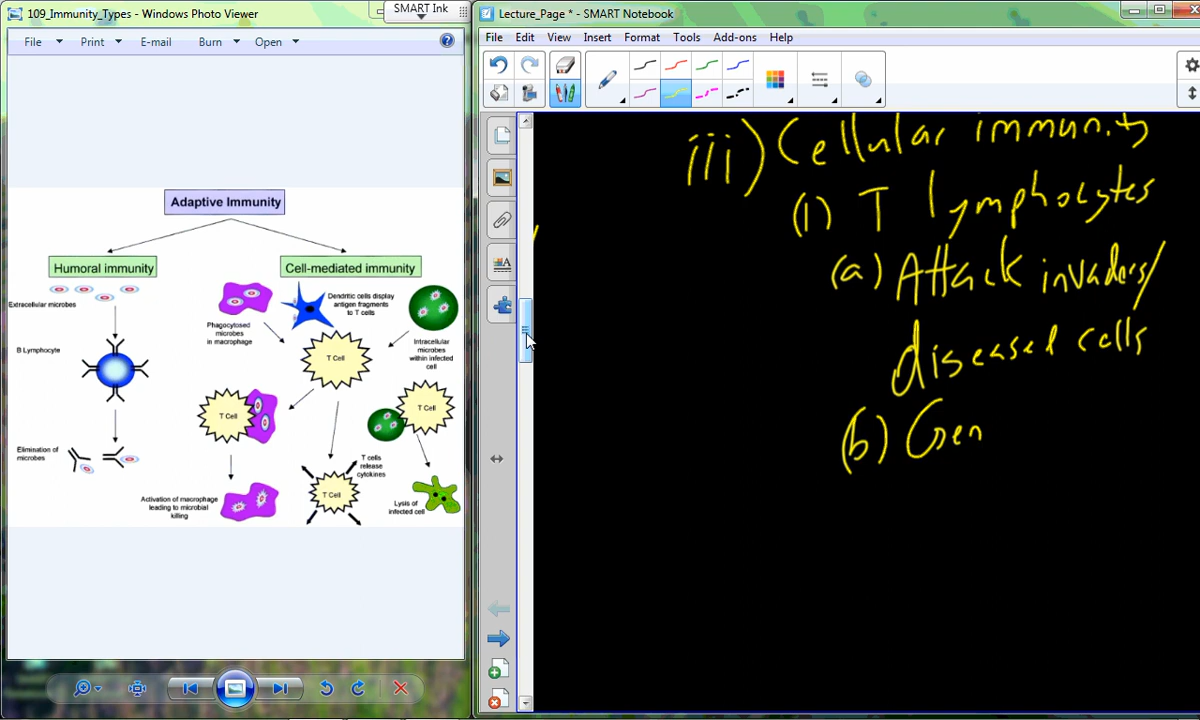 109_Immunity_Types - Windows Photo Viewer
SMART Ink
File Print E-mail Burn Open
Adaptive Immunity
Humoral immunity
Cell-mediated immunity
Extracellular microbes
B Lymphocyte
Elimination of
microbes
Phagocytosed
microbes
in macrophage
Dendritic cells display
antigen fragments
to T cells
Intracellular
microbes
within infected
cell
T Cell
T Cell
T Cell
Activation of macrophage
leading to microbial
killing
T Cell
T cells
release
cytokines
Lysis of
infected cell
Lecture_Page * - SMART Notebook
File Edit View Insert Format Tools Add-ons Help
iii) Cellular immunity
(1) T lymphocytes
(a) Attack invaders/
diseased cells
(b) Gen